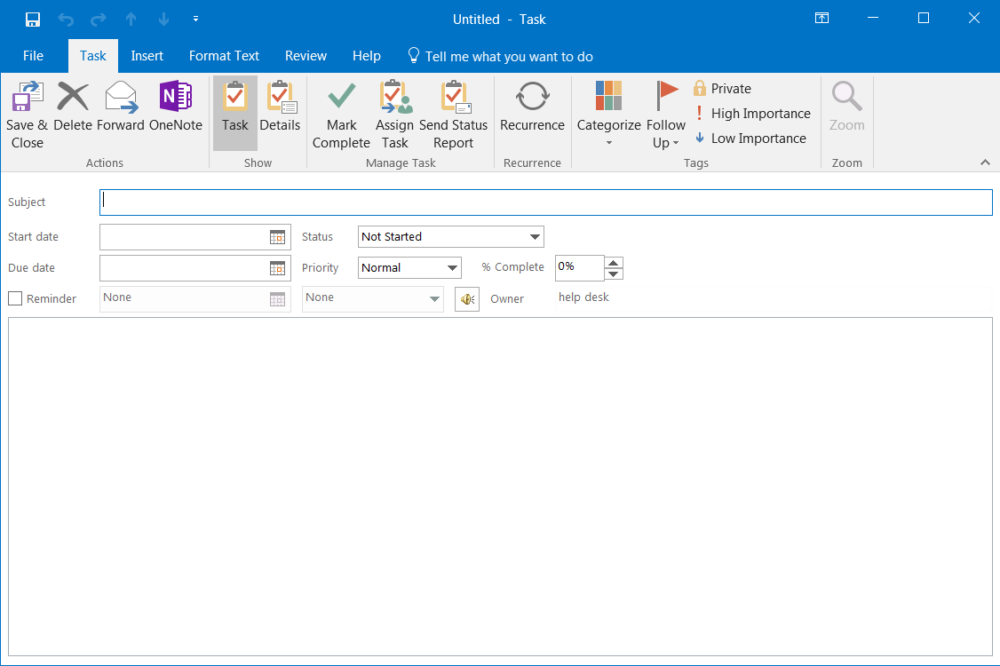 Untitled - Task
File Task Insert Format Text Review Help Tell me what you want to do
Save & Close Delete Forward OneNote Task Details Mark Complete Assign Task Send Status Report Recurrence Categorize Follow Up Private Zoom
High Importance
Low Importance
Actions Show Manage Task Recurrence Tags Zoom
Subject
Start date Status Not Started
Due date Priority Normal % Complete 0%
Reminder None None Owner help desk